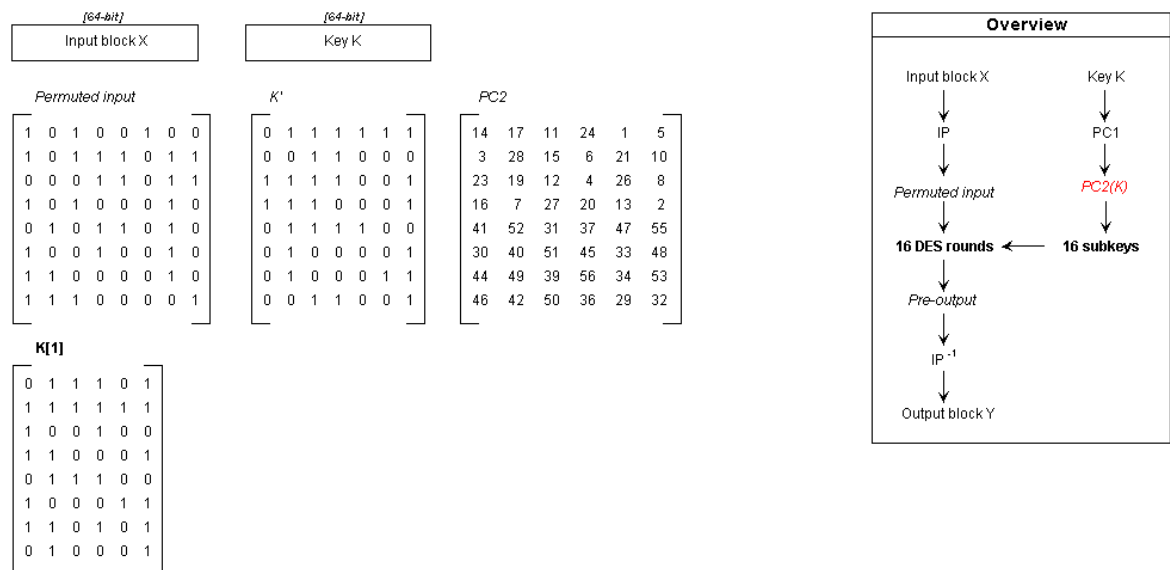 [64-bit]
[64-bit]
Input block X
Key K
Permuted input
K'
PC2
1 0 1 0 0 1 0 0
0 1 1 1 1 1 1
14 17 11 24 1 5
1 0 1 1 1 0 1 1
0 0 1 1 0 0 0
3 28 15 6 21 10
0 0 0 1 1 0 1 1
1 1 1 1 0 0 1
23 19 12 4 26 8
1 0 1 1 0 0 0 0
1 1 1 0 0 0 1
16 7 27 20 13 2
0 1 0 1 1 0 1 0
0 1 1 1 1 0 0
41 52 31 37 47 55
1 0 0 1 0 0 1 0
1 0 0 0 0 0 1
30 40 51 45 33 48
1 1 0 0 0 0 1 0
0 1 0 0 0 1 1
44 49 39 56 34 53
1 1 1 0 0 0 0 1
0 0 1 1 0 0 1
46 42 50 36 29 32
K[1]
0 1 1 1 0 1
1 1 1 1 1 1
1 0 0 1 0 0
1 1 0 0 0 1
0 1 1 1 0 0
1 0 0 0 1 1
1 1 0 1 0 1
0 1 0 0 0 1
Overview
Input block X
Key K
IP
PC1
Permuted input
PC2(K)
16 DES rounds
16 subkeys
Pre-output
IP -1
Output block Y